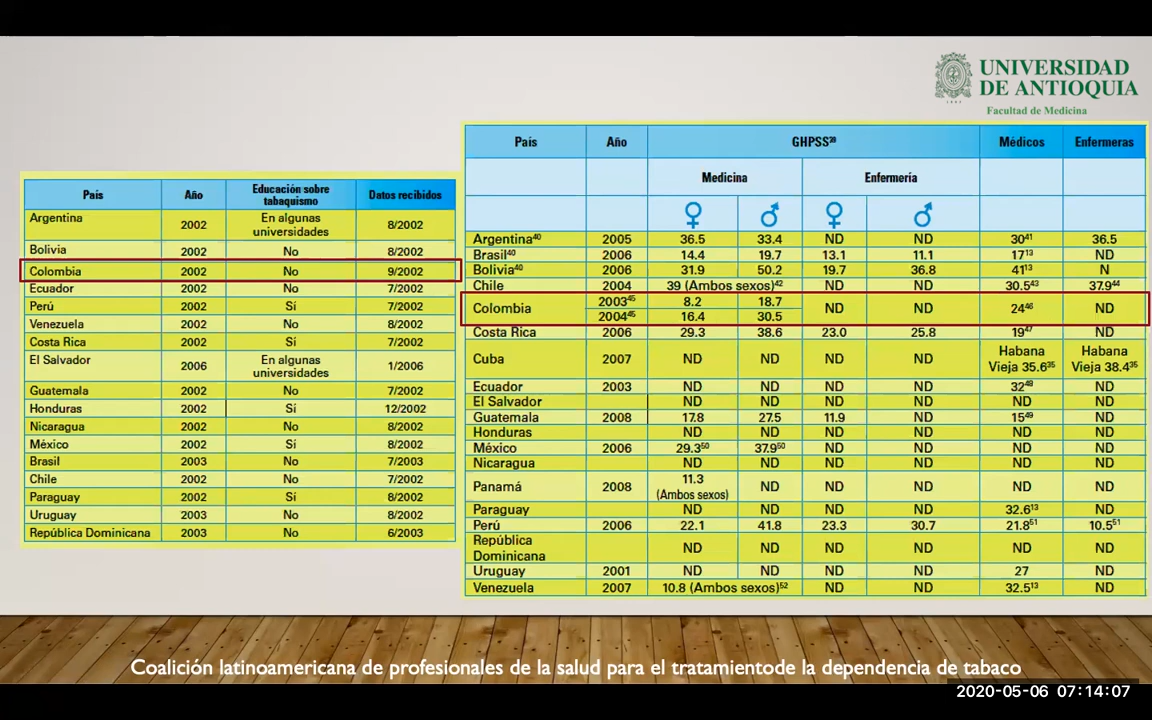 UNIVERSIDAD
DE ANTIOQUIA
Facultad de Medicina
País Año Educación sobre tabaquismo Datos recibidos
Argentina 2002 En algunas universidades 8/2002
Bolivia 2002 No 8/2002
Colombia 2002 No 9/2002
Ecuador 2002 No 7/2002
Perú 2002 Sí 7/2002
Venezuela 2002 No 8/2002
Costa Rica 2002 Sí 7/2002
El Salvador 2006 En algunas universidades 1/2006
Guatemala 2002 No 7/2002
Honduras 2002 Sí 12/2002
Nicaragua 2002 No 8/2002
México 2002 Sí 8/2002
Brasil 2003 No 7/2003
Chile 2002 No 7/2002
Paraguay 2002 Sí 8/2002
Uruguay 2003 No 8/2002
República Dominicana 2003 No 6/2003
País Año GHPSS³⁹ Médicos Enfermeras
Medicina Enfermería
♀ ♂ ♀ ♂
Argentina⁴⁰ 2005 36.5 33.4 ND ND 30⁴¹ 36.5
Brasil⁴⁰ 2006 14.4 19.7 13.1 11.1 17¹³ ND
Bolivia⁴⁰ 2006 31.9 50.2 19.7 36.8 41¹³ N
Chile 2004 39 (Ambos sexos)⁴² ND ND 30.5⁴³ 37.9⁴⁴
Colombia 2003⁴⁵ 8.2 18.7 ND ND 24⁴⁶ ND
2004⁴⁵ 16.4 30.5
Costa Rica 2006 29.3 38.6 23.0 25.8 19⁴⁷ ND
Cuba 2007 ND ND ND ND Habana Vieja 35.6³⁵ Habana Vieja 38.4³⁵
Ecuador 2003 ND ND ND ND 32⁴⁸ ND
El Salvador ND ND ND ND ND ND
Guatemala 2008 17.8 27.5 11.9 ND 15⁴⁹ ND
Honduras ND ND ND ND ND ND
México 2006 29.3⁵⁰ 37.9⁵⁰ ND ND ND ND
Nicaragua ND ND ND ND ND ND
Panamá 2008 11.3 (Ambos sexos) ND ND ND ND ND
Paraguay ND ND ND ND 32.6¹³ ND
Perú 2006 22.1 41.8 23.3 30.7 21.8⁵¹ 10.5⁵¹
República Dominicana ND ND ND ND ND ND
Uruguay 2001 ND ND ND ND 27 ND
Venezuela 2007 10.8 (Ambos sexos)⁵² ND ND 32.5¹³ ND
Coalición latinoamericana de profesionales de la salud para el tratamientode la dependencia de tabaco
2020-05-06 07:14:07